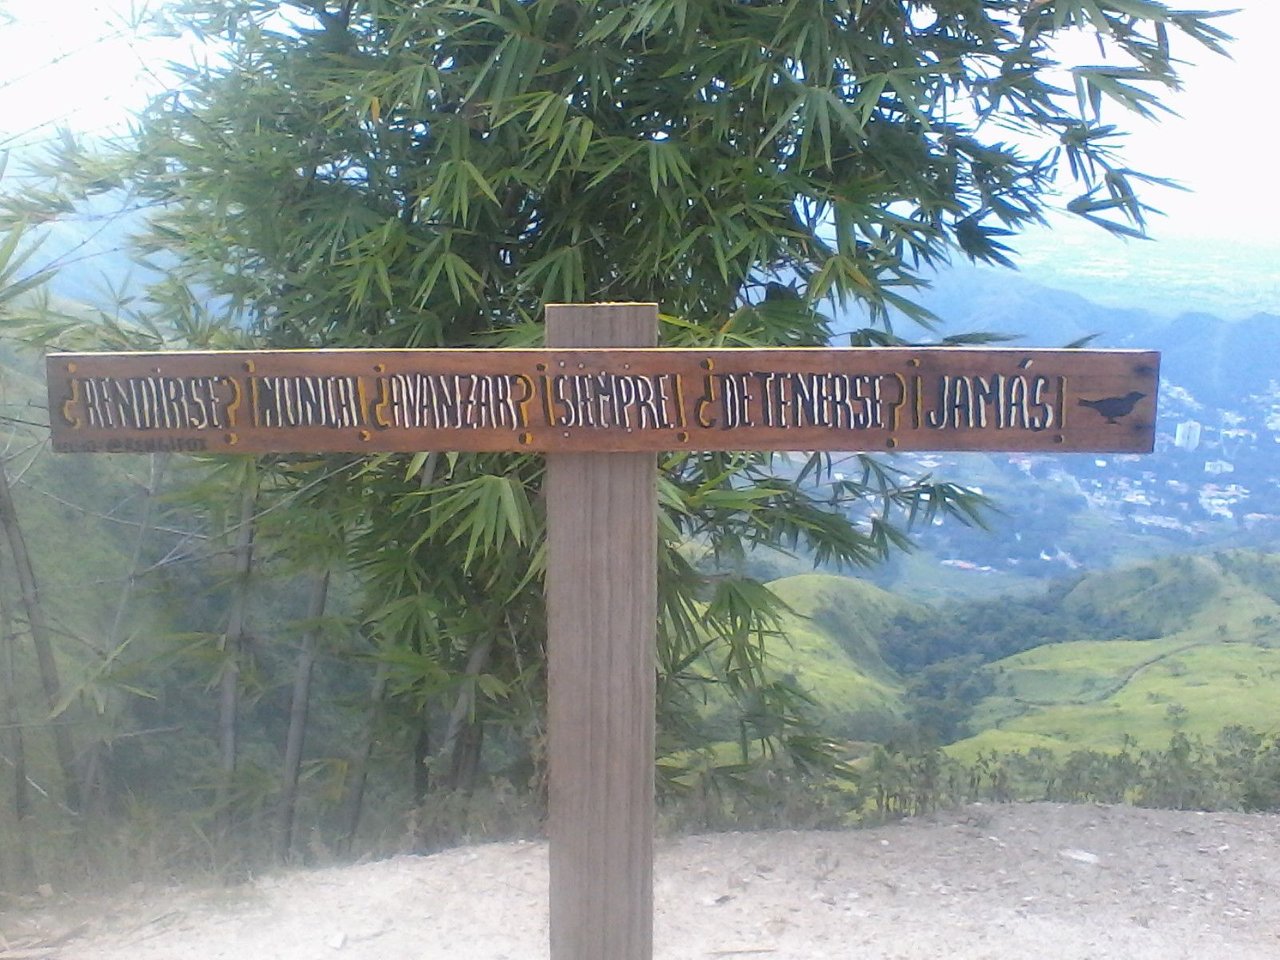 ¿RENDIRSE? ¡NUNCA! ¿AVANZAR? ¡SIEMPRE! ¿DETENERSE? ¡JAMÁS!